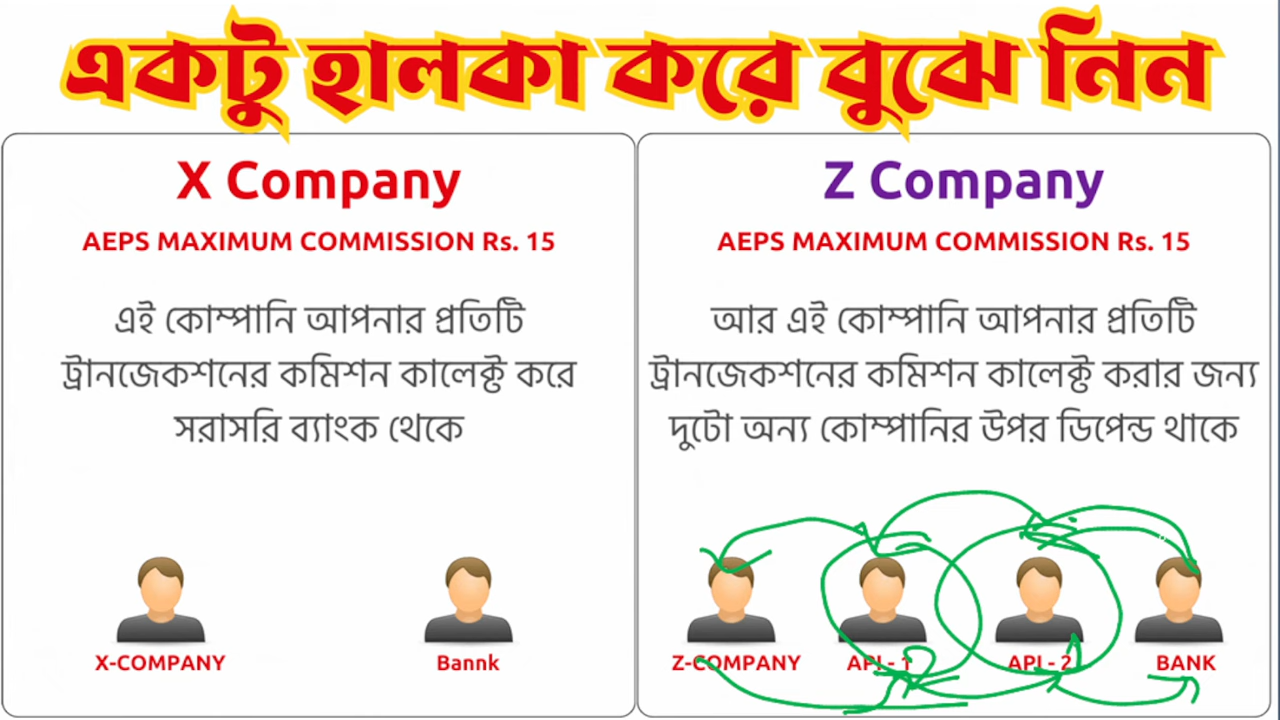 একটু হালকা করে বুঝে নিন
X Company
AEPS MAXIMUM COMMISSION Rs. 15
এই কোম্পানি আপনার প্রতিটি
ট্রানজেকশনের কমিশন কালেক্ট করে
সরাসরি ব্যাংক থেকে
X-COMPANY
Bannk
Z Company
AEPS MAXIMUM COMMISSION Rs. 15
আর এই কোম্পানি আপনার প্রতিটি
ট্রানজেকশনের কমিশন কালেক্ট করার জন্য
দুটো অন্য কোম্পানির উপর ডিপেন্ড থাকে
Z-COMPANY
API - 1
API - 2
BANK